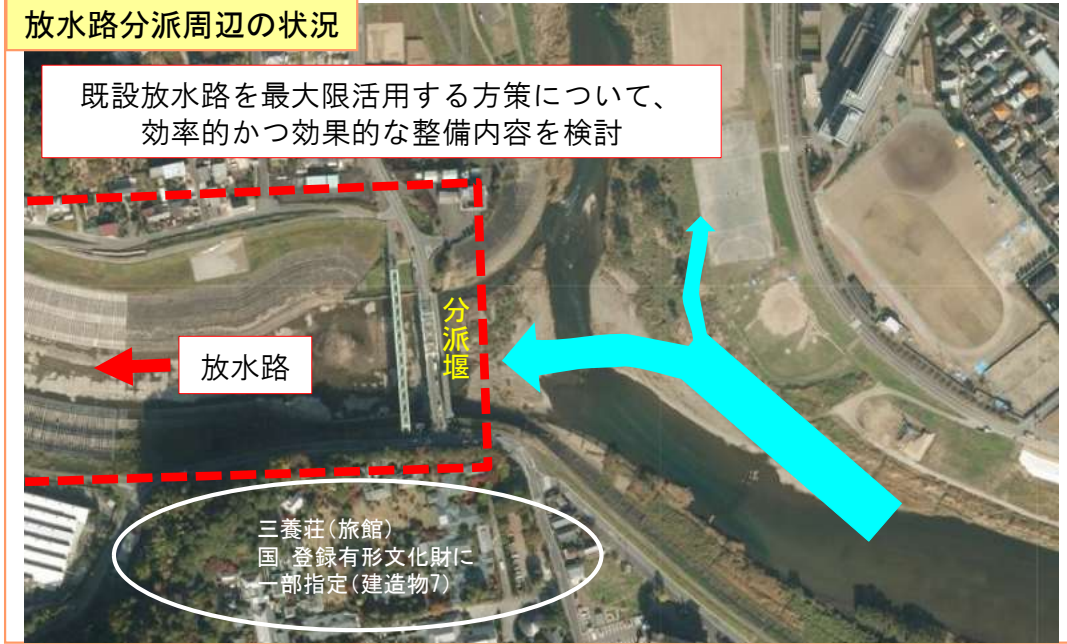 放水路分派周辺の状況
既設放水路を最大限活用する方策について、
効率的かつ効果的な整備内容を検討
分派堰
放水路
三養荘(旅館)
国 登録有形文化財に
一部指定(建造物7)